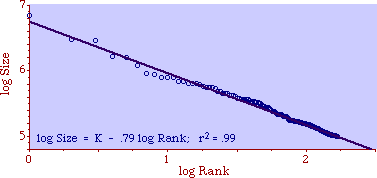 7
log Size
6
5
log Size = K - .79 log Rank; r² = .99
0
1
2
log Rank